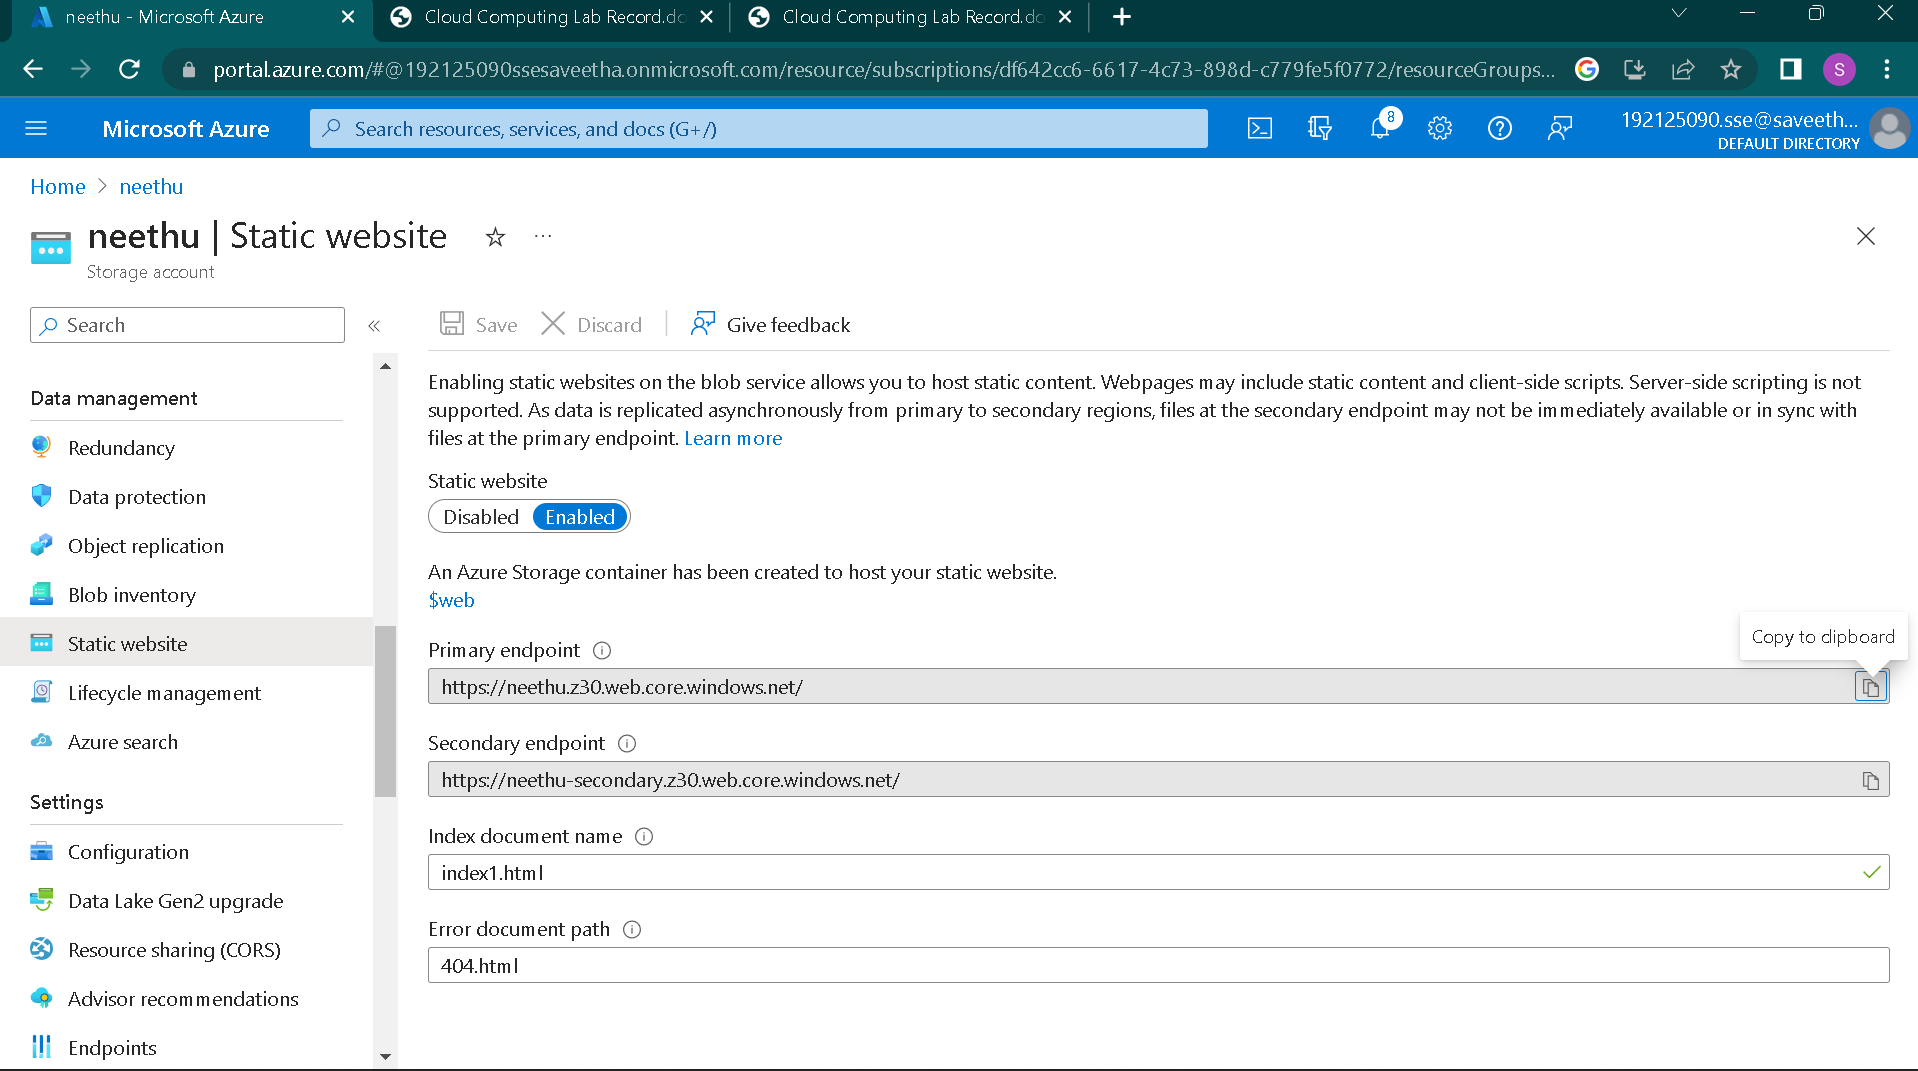 neethu - Microsoft Azure
Cloud Computing Lab Record.do
Cloud Computing Lab Record.do
portal.azure.com/#@192125090ssesaveetha.onmicrosoft.com/resource/subscriptions/df642cc6-6617-4c73-898d-c779fe5f0772/resourceGroups...
S
Microsoft Azure
Search resources, services, and docs (G+/)
8
192125090.sse@saveeth...
DEFAULT DIRECTORY
Home > neethu
neethu | Static website
Storage account
Search
Save
Discard
Give feedback
Data management
Redundancy
Data protection
Object replication
Blob inventory
Static website
Lifecycle management
Azure search
Settings
Configuration
Data Lake Gen2 upgrade
Resource sharing (CORS)
Advisor recommendations
Endpoints
Enabling static websites on the blob service allows you to host static content. Webpages may include static content and client-side scripts. Server-side scripting is not
supported. As data is replicated asynchronously from primary to secondary regions, files at the secondary endpoint may not be immediately available or in sync with
files at the primary endpoint. Learn more
Static website
Disabled Enabled
An Azure Storage container has been created to host your static website.
$web
Primary endpoint
Copy to clipboard
https://neethu.z30.web.core.windows.net/
Secondary endpoint
https://neethu-secondary.z30.web.core.windows.net/
Index document name
index1.html
Error document path
404.html